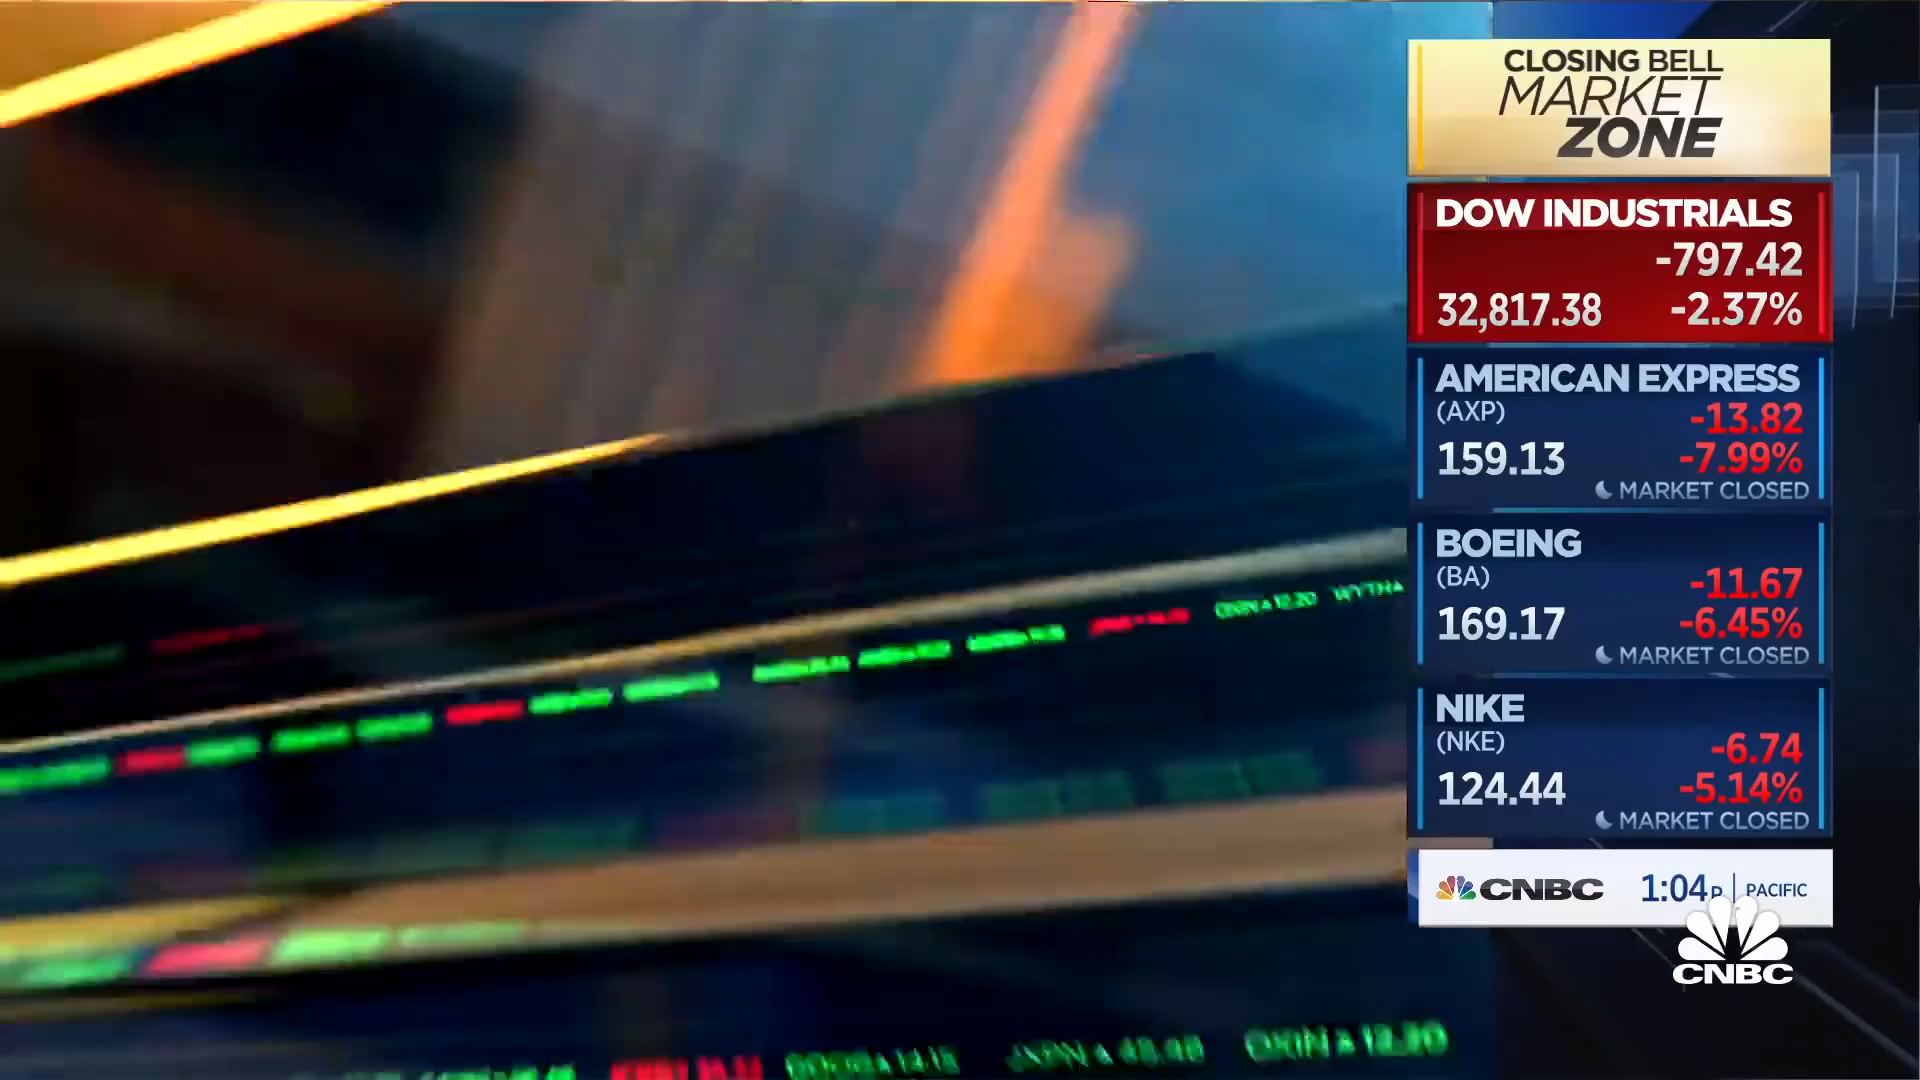 CLOSING BELL
MARKET
ZONE
DOW INDUSTRIALS
-797.42
32,817.38 -2.37%
AMERICAN EXPRESS
(AXP) -13.82
159.13 -7.99%
MARKET CLOSED
BOEING
(BA) -11.67
169.17 -6.45%
MARKET CLOSED
NIKE
(NKE) -6.74
124.44 -5.14%
MARKET CLOSED
CNBC 1:04P PACIFIC
CNBC